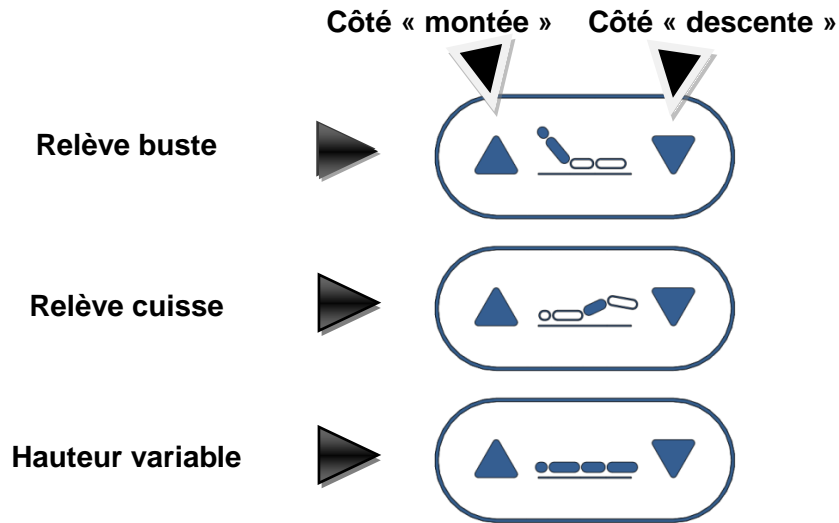 Côté « montée » Côté « descente »
Relève buste
Relève cuisse
Hauteur variable